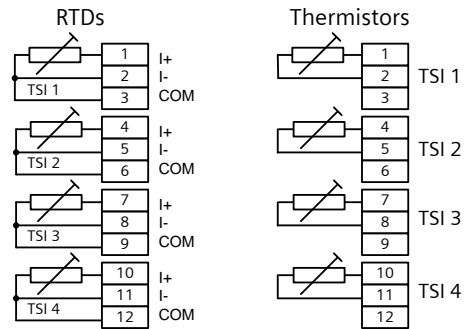 RTDs
1 I+
2 I-
TSI 1 3 COM
4 I+
5 I-
TSI 2 6 COM
7 I+
8 I-
TSI 3 9 COM
10 I+
11 I-
TSI 4 12 COM
Thermistors
1
2 TSI 1
3
4
5 TSI 2
6
7
8 TSI 3
9
10
11 TSI 4
12